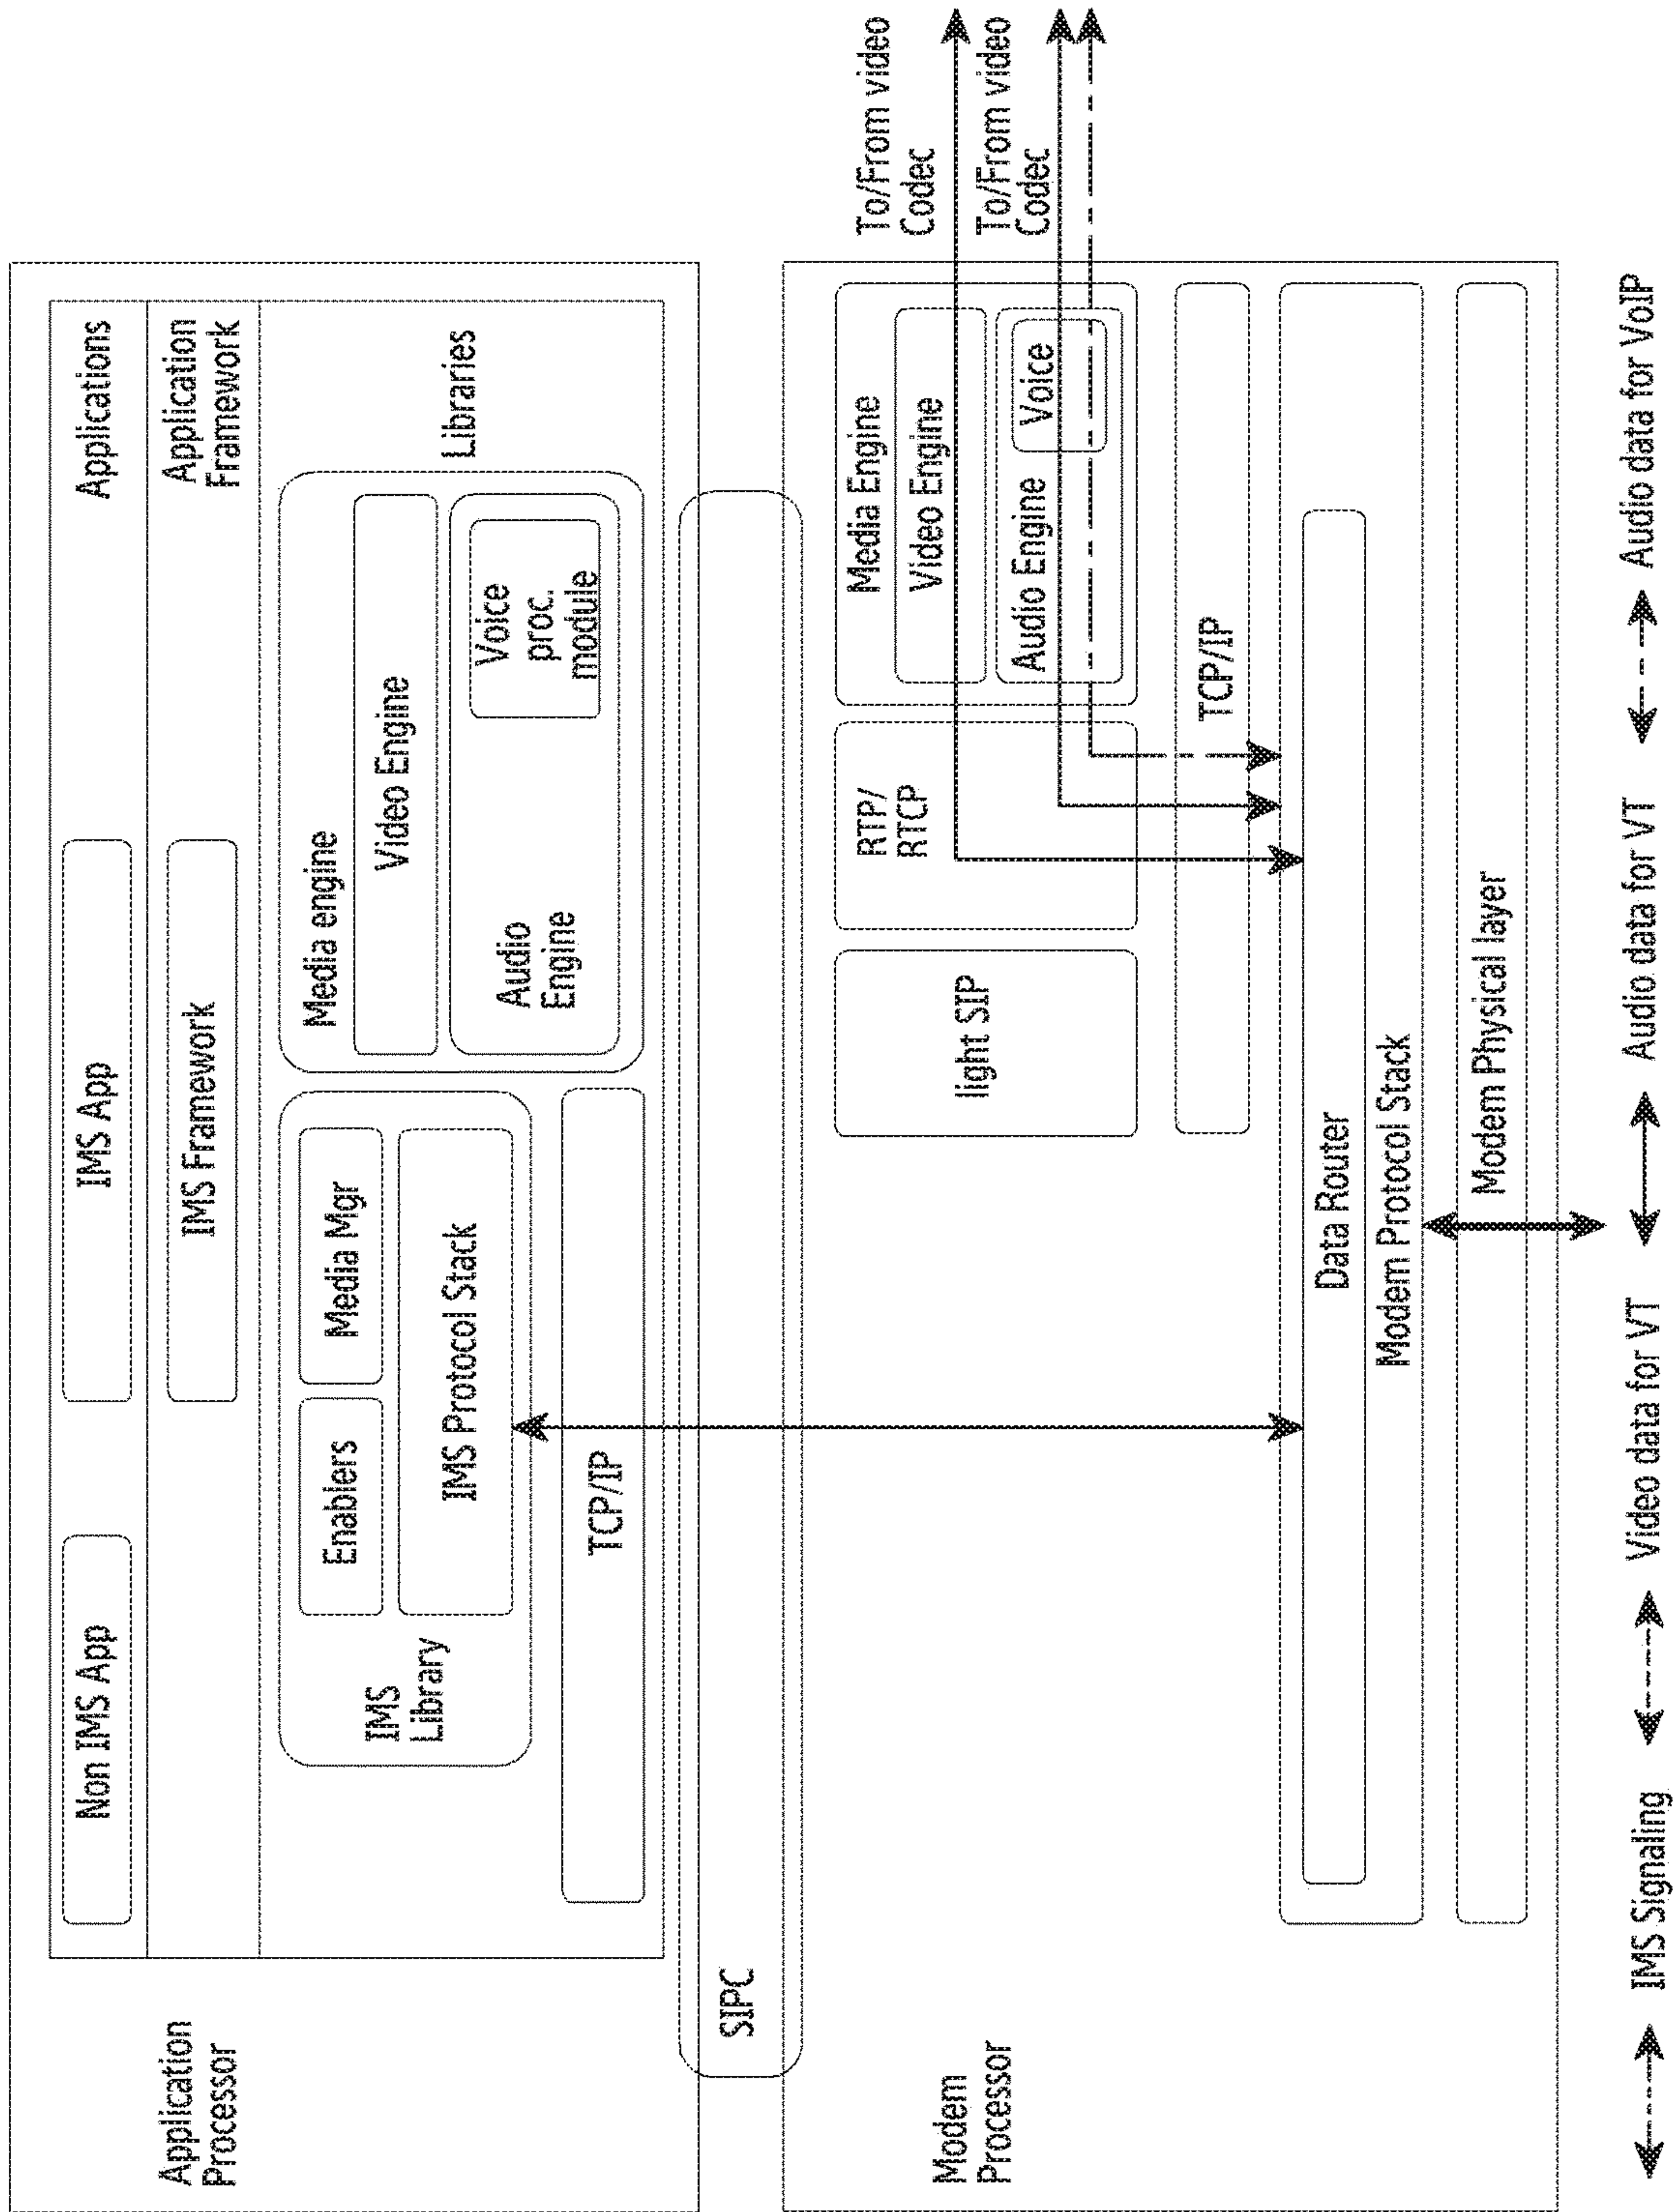 Application
Processor
Non IMS App
IMS App
Applications
IMS Framework
Application
Framework
IMS
Library
Enablers
Media Mgr
IMS Protocol Stack
Media engine
Video Engine
Audio
Engine
Voice
proc.
module
Libraries
TCP/IP
SIPC
Modem
Processor
light SIP
RTP/
RTCP
Media Engine
Video Engine
Audio Engine
Voice
To/From video
Codec
To/From video
Codec
TCP/IP
Data Router
Modem Protocol Stack
Modem Physical layer
IMS Signaling
Video data for VT
Audio data for VT
Audio data for VoIP